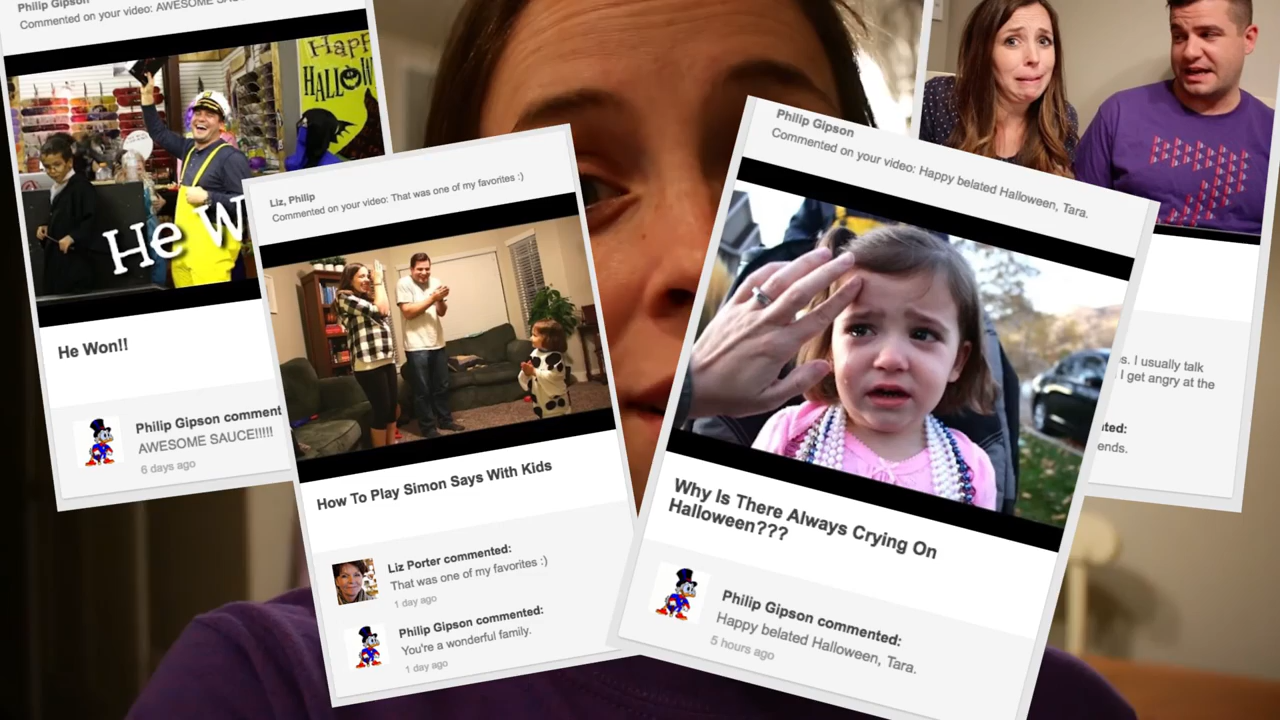 Philip Gipson
Commented on your video: AWESOME
Happy
HALLOW
He W
He Won!!
Philip Gipson comment
AWESOME SAUCE!!!!!
6 days ago
Liz, Philip
Commented on your video: That was one of my favorites :)
How To Play Simon Says With Kids
Liz Porter commented:
That was one of my favorites :)
1 day ago
Philip Gipson commented:
You're a wonderful family.
1 day ago
Philip Gipson
Commented on your video: Happy belated Halloween, Tara.
Why Is There Always Crying On
Halloween???
Philip Gipson commented:
Happy belated Halloween, Tara.
5 hours ago
s. I usually talk
I get angry at the
ted:
ends.